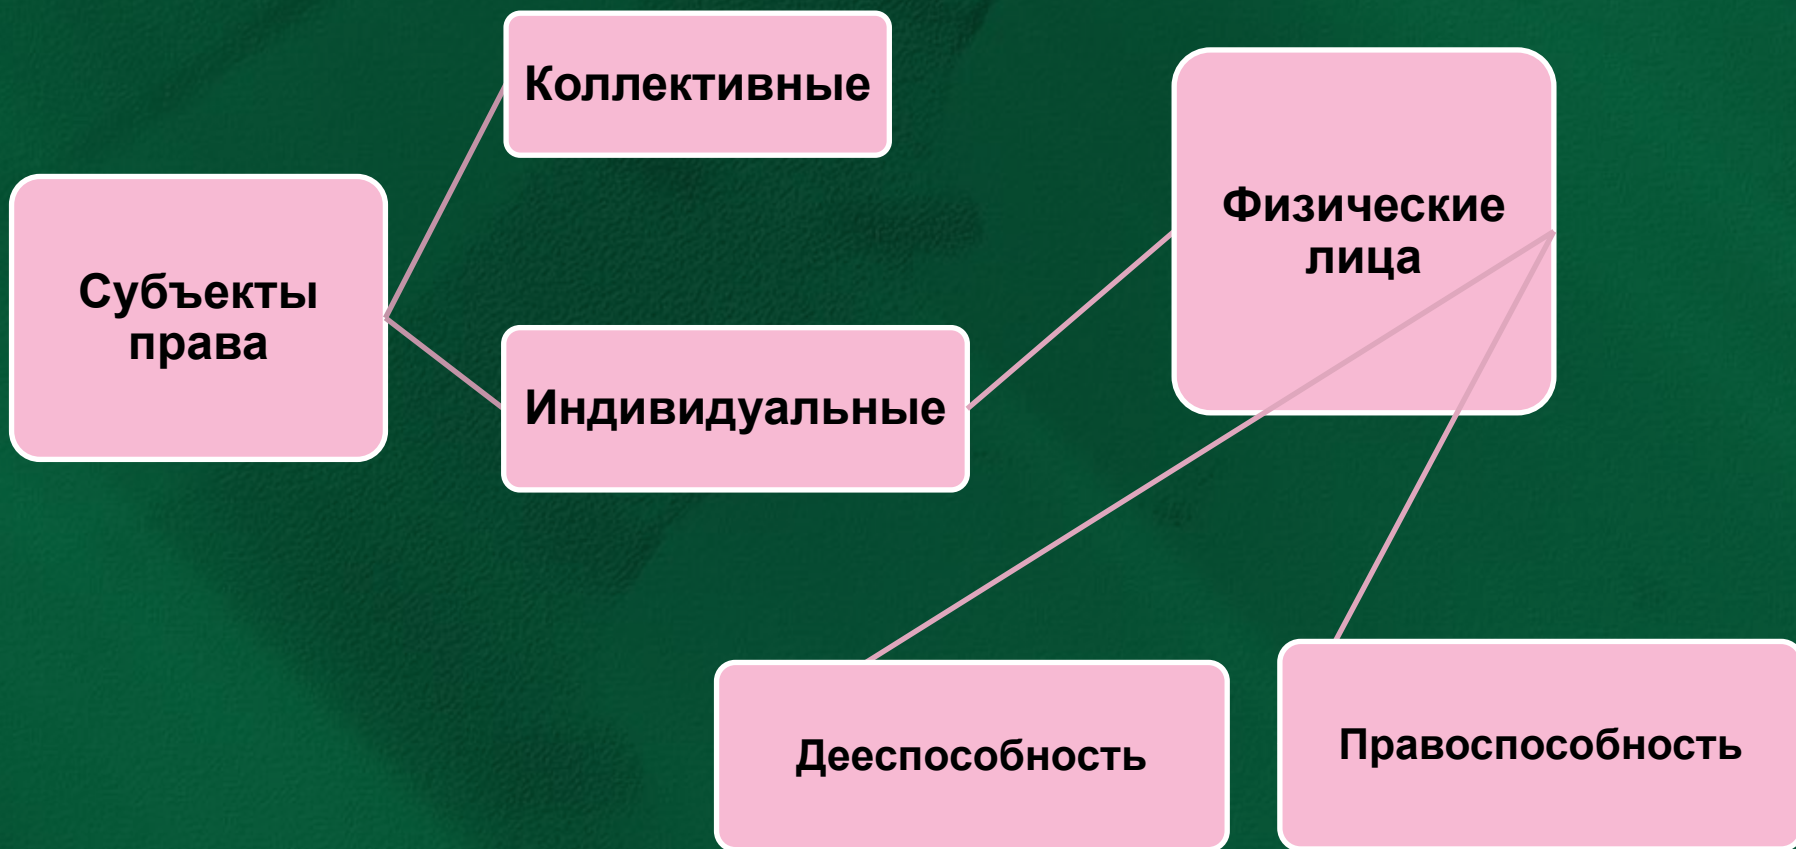 Коллективные
Субъекты
права
Индивидуальные
Физические
лица
Дееспособность
Правоспособность